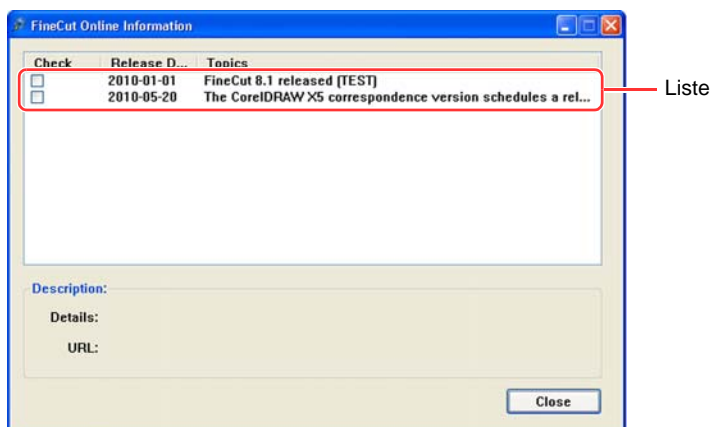 FineCut Online Information
Check Release D... Topics
2010-01-01 FineCut 8.1 released [TEST]
2010-05-20 The CorelDRAW X5 correspondence version schedules a rel...
Liste
Description:
Details:
URL:
Close